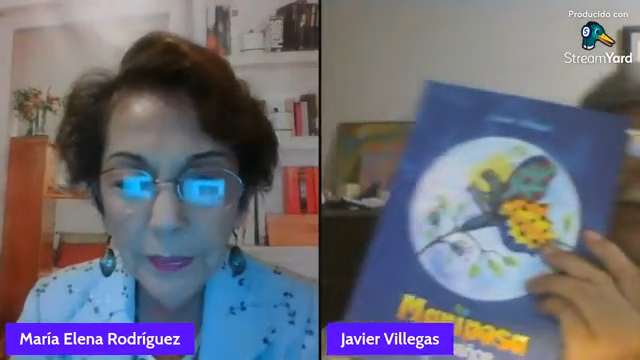 Producido con
StreamYard
Mariposa
María Elena Rodríguez
Javier Villegas